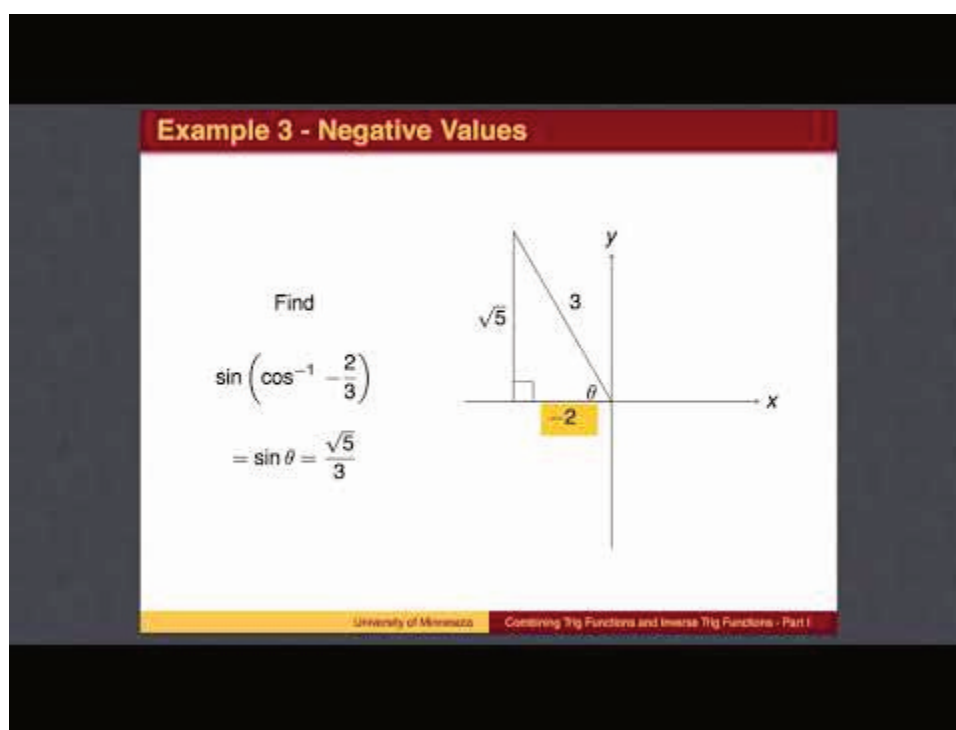 Example 3 - Negative Values
Find
sin(cos⁻¹ −2/3)
= sin θ = √5/3
y
3
√5
θ
x
−2
University of Minnesota
Combining Trig Functions and Inverse Trig Functions - Part I